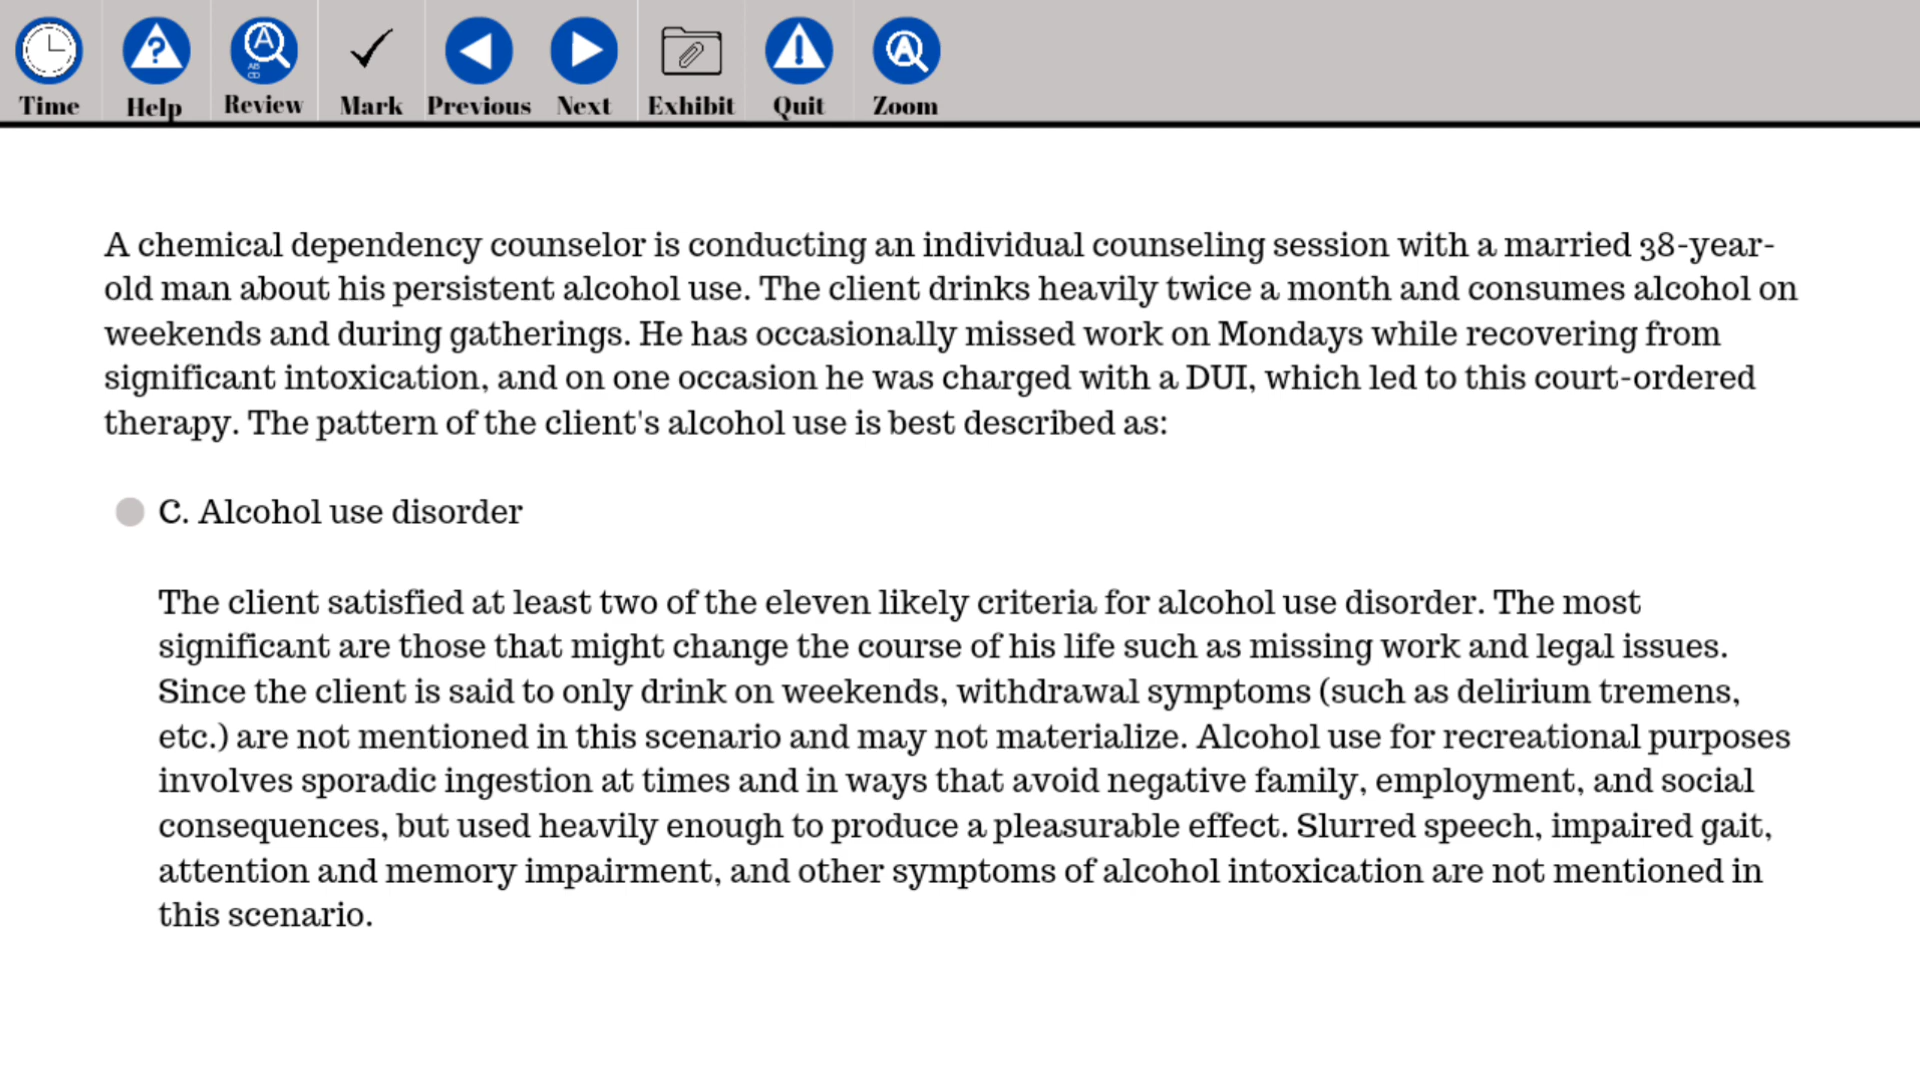 Time Help Review Mark Previous Next Exhibit Quit Zoom
A chemical dependency counselor is conducting an individual counseling session with a married 38-year-
old man about his persistent alcohol use. The client drinks heavily twice a month and consumes alcohol on
weekends and during gatherings. He has occasionally missed work on Mondays while recovering from
significant intoxication, and on one occasion he was charged with a DUI, which led to this court-ordered
therapy. The pattern of the client's alcohol use is best described as:
C. Alcohol use disorder
The client satisfied at least two of the eleven likely criteria for alcohol use disorder. The most
significant are those that might change the course of his life such as missing work and legal issues.
Since the client is said to only drink on weekends, withdrawal symptoms (such as delirium tremens,
etc.) are not mentioned in this scenario and may not materialize. Alcohol use for recreational purposes
involves sporadic ingestion at times and in ways that avoid negative family, employment, and social
consequences, but used heavily enough to produce a pleasurable effect. Slurred speech, impaired gait,
attention and memory impairment, and other symptoms of alcohol intoxication are not mentioned in
this scenario.